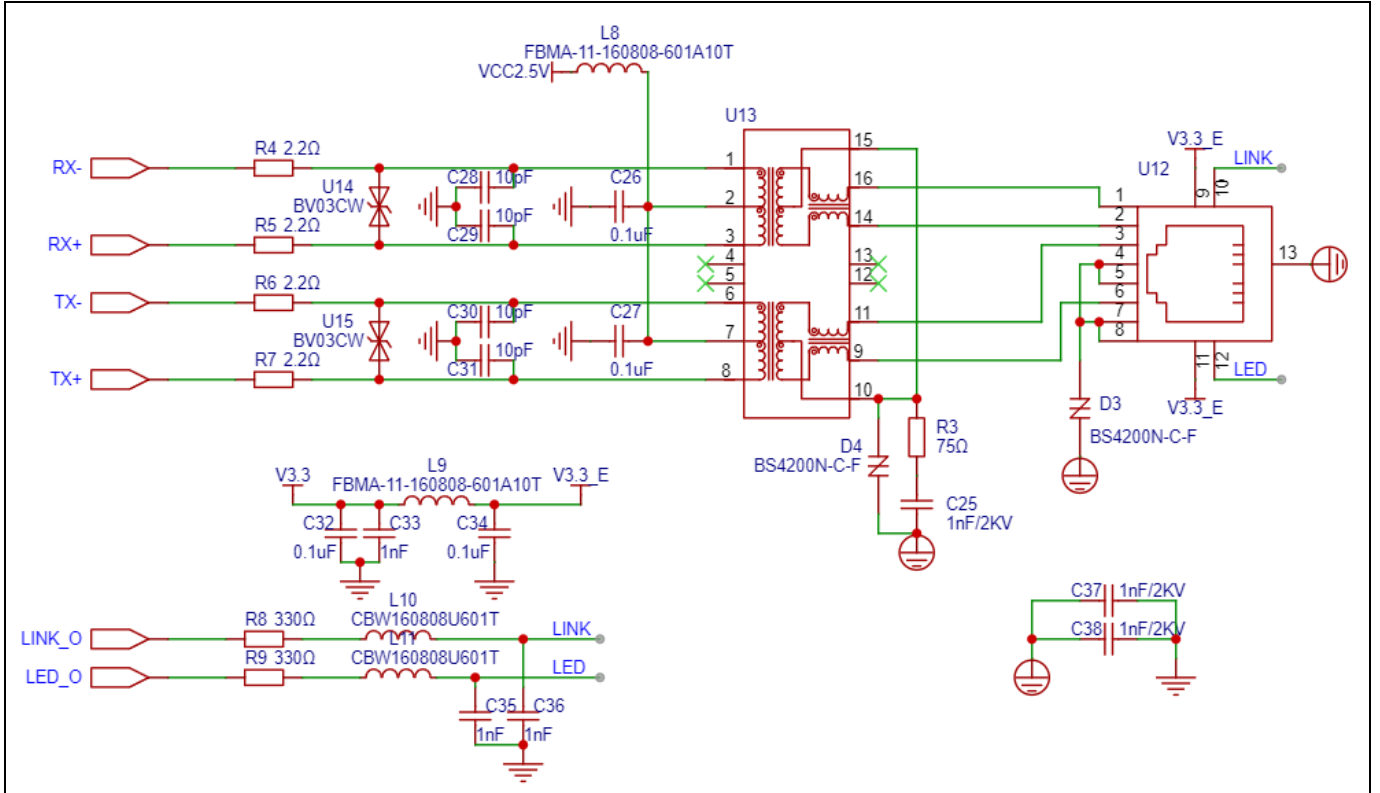 L8
FBMA-11-160808-601A10T
VCC2.5V
U13
RX-
R4 2.2Ω
U14
BV03CW
C28
10pF
10pF
C29
C26
0.1uF
RX+
R5 2.2Ω
TX-
R6 2.2Ω
U15
BV03CW
C30
10pF
10pF
C31
C27
0.1uF
TX+
R7 2.2Ω
1
2
3
4
5
6
7
8
15
16
14
13
12
11
9
10
V3.3_E
LINK
U12
9
10
1
2
3
4
5
6
7
8
13
11
12
LED
V3.3_E
D3
BS4200N-C-F
D4
BS4200N-C-F
R3
75Ω
C25
1nF/2KV
V3.3
L9
FBMA-11-160808-601A10T
V3.3_E
C32
0.1uF
C33
1nF
C34
0.1uF
LINK_O
R8 330Ω
L10
CBW160808U601T
LINK
LED_O
R9 330Ω
L11
CBW160808U601T
LED
C35
1nF
C36
1nF
C37
1nF/2KV
C38
1nF/2KV